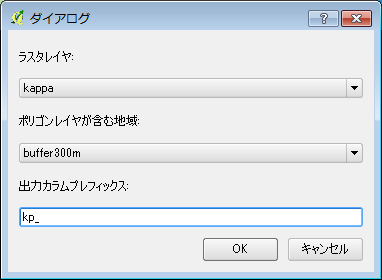 ダイアログ
ラスタレイヤ:
kappa
ポリゴンレイヤが含む地域:
buffer300m
出力カラムプレフィックス:
kp_
OK キャンセル